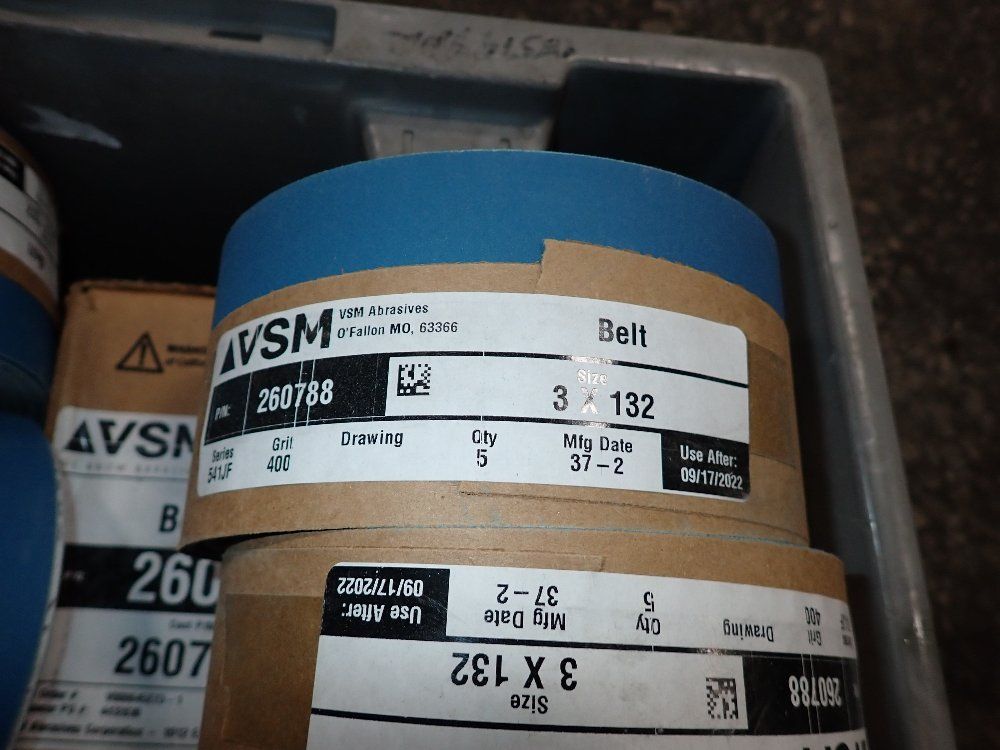 VSM
VSM Abrasives
O'Fallon MO, 63366
Belt
P/N:
260788
Size
3 X 132
Series
541JF
Grit
400
Drawing
Qty
5
Mfg Date
37-2
Use After:
09/17/2022
Use After:
09/17/2022
Mfg Date
37-2
Qty
5
Drawing
Grit
400
Size
3 X 132
260788
VSM
B
260
2607